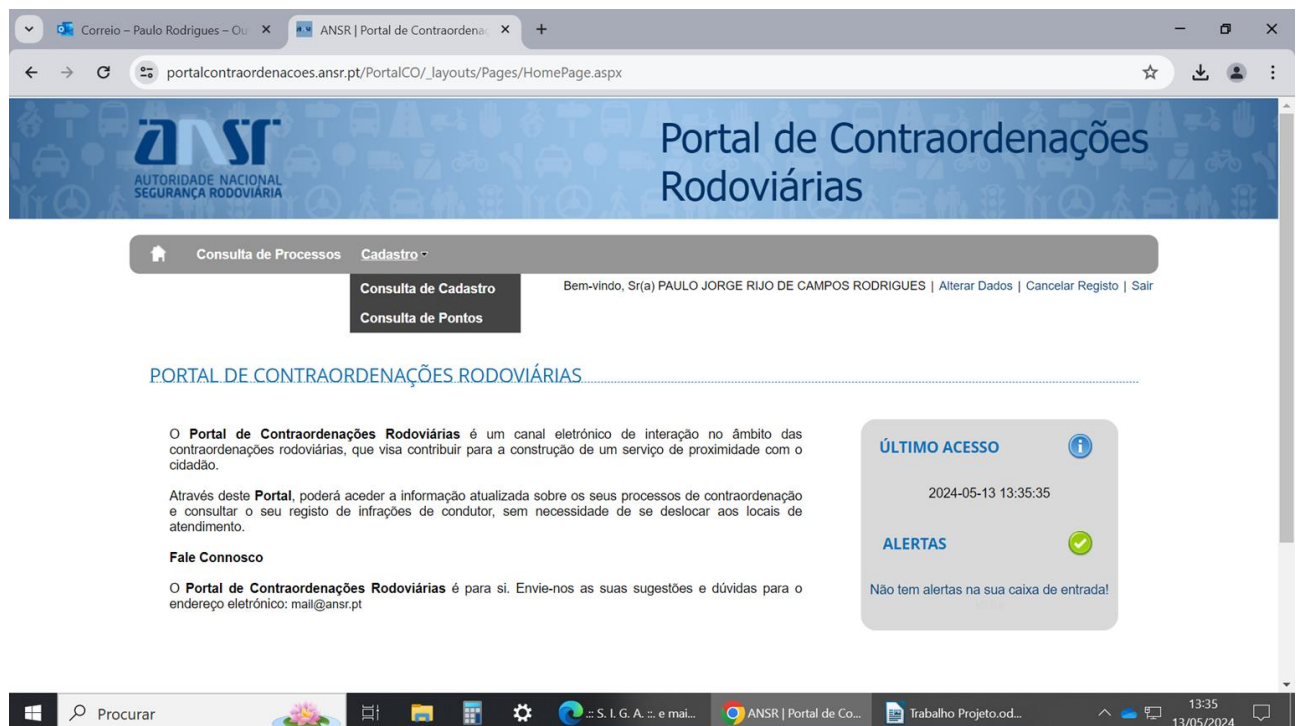 Correio – Paulo Rodrigues – Ou
ANSR | Portal de Contraordenaç
portalcontraordenacoes.ansr.pt/PortalCO/_layouts/Pages/HomePage.aspx
ansr
AUTORIDADE NACIONAL
SEGURANÇA RODOVIÁRIA
Portal de Contraordenações
Rodoviárias
Consulta de Processos Cadastro
Consulta de Cadastro
Consulta de Pontos
Bem-vindo, Sr(a) PAULO JORGE RIJO DE CAMPOS RODRIGUES | Alterar Dados | Cancelar Registo | Sair
PORTAL DE CONTRAORDENAÇÕES RODOVIÁRIAS
O Portal de Contraordenações Rodoviárias é um canal eletrónico de interação no âmbito das
contraordenações rodoviárias, que visa contribuir para a construção de um serviço de proximidade com o
cidadão.
Através deste Portal, poderá aceder a informação atualizada sobre os seus processos de contraordenação
e consultar o seu registo de infrações de condutor, sem necessidade de se deslocar aos locais de
atendimento.
Fale Connosco
O Portal de Contraordenações Rodoviárias é para si. Envie-nos as suas sugestões e dúvidas para o
endereço eletrónico: mail@ansr.pt
ÚLTIMO ACESSO
2024-05-13 13:35:35
ALERTAS
Não tem alertas na sua caixa de entrada!
Procurar
.:: S. I. G. A. ::. e mai...
ANSR | Portal de Co...
Trabalho Projeto.od...
13:35
13/05/2024